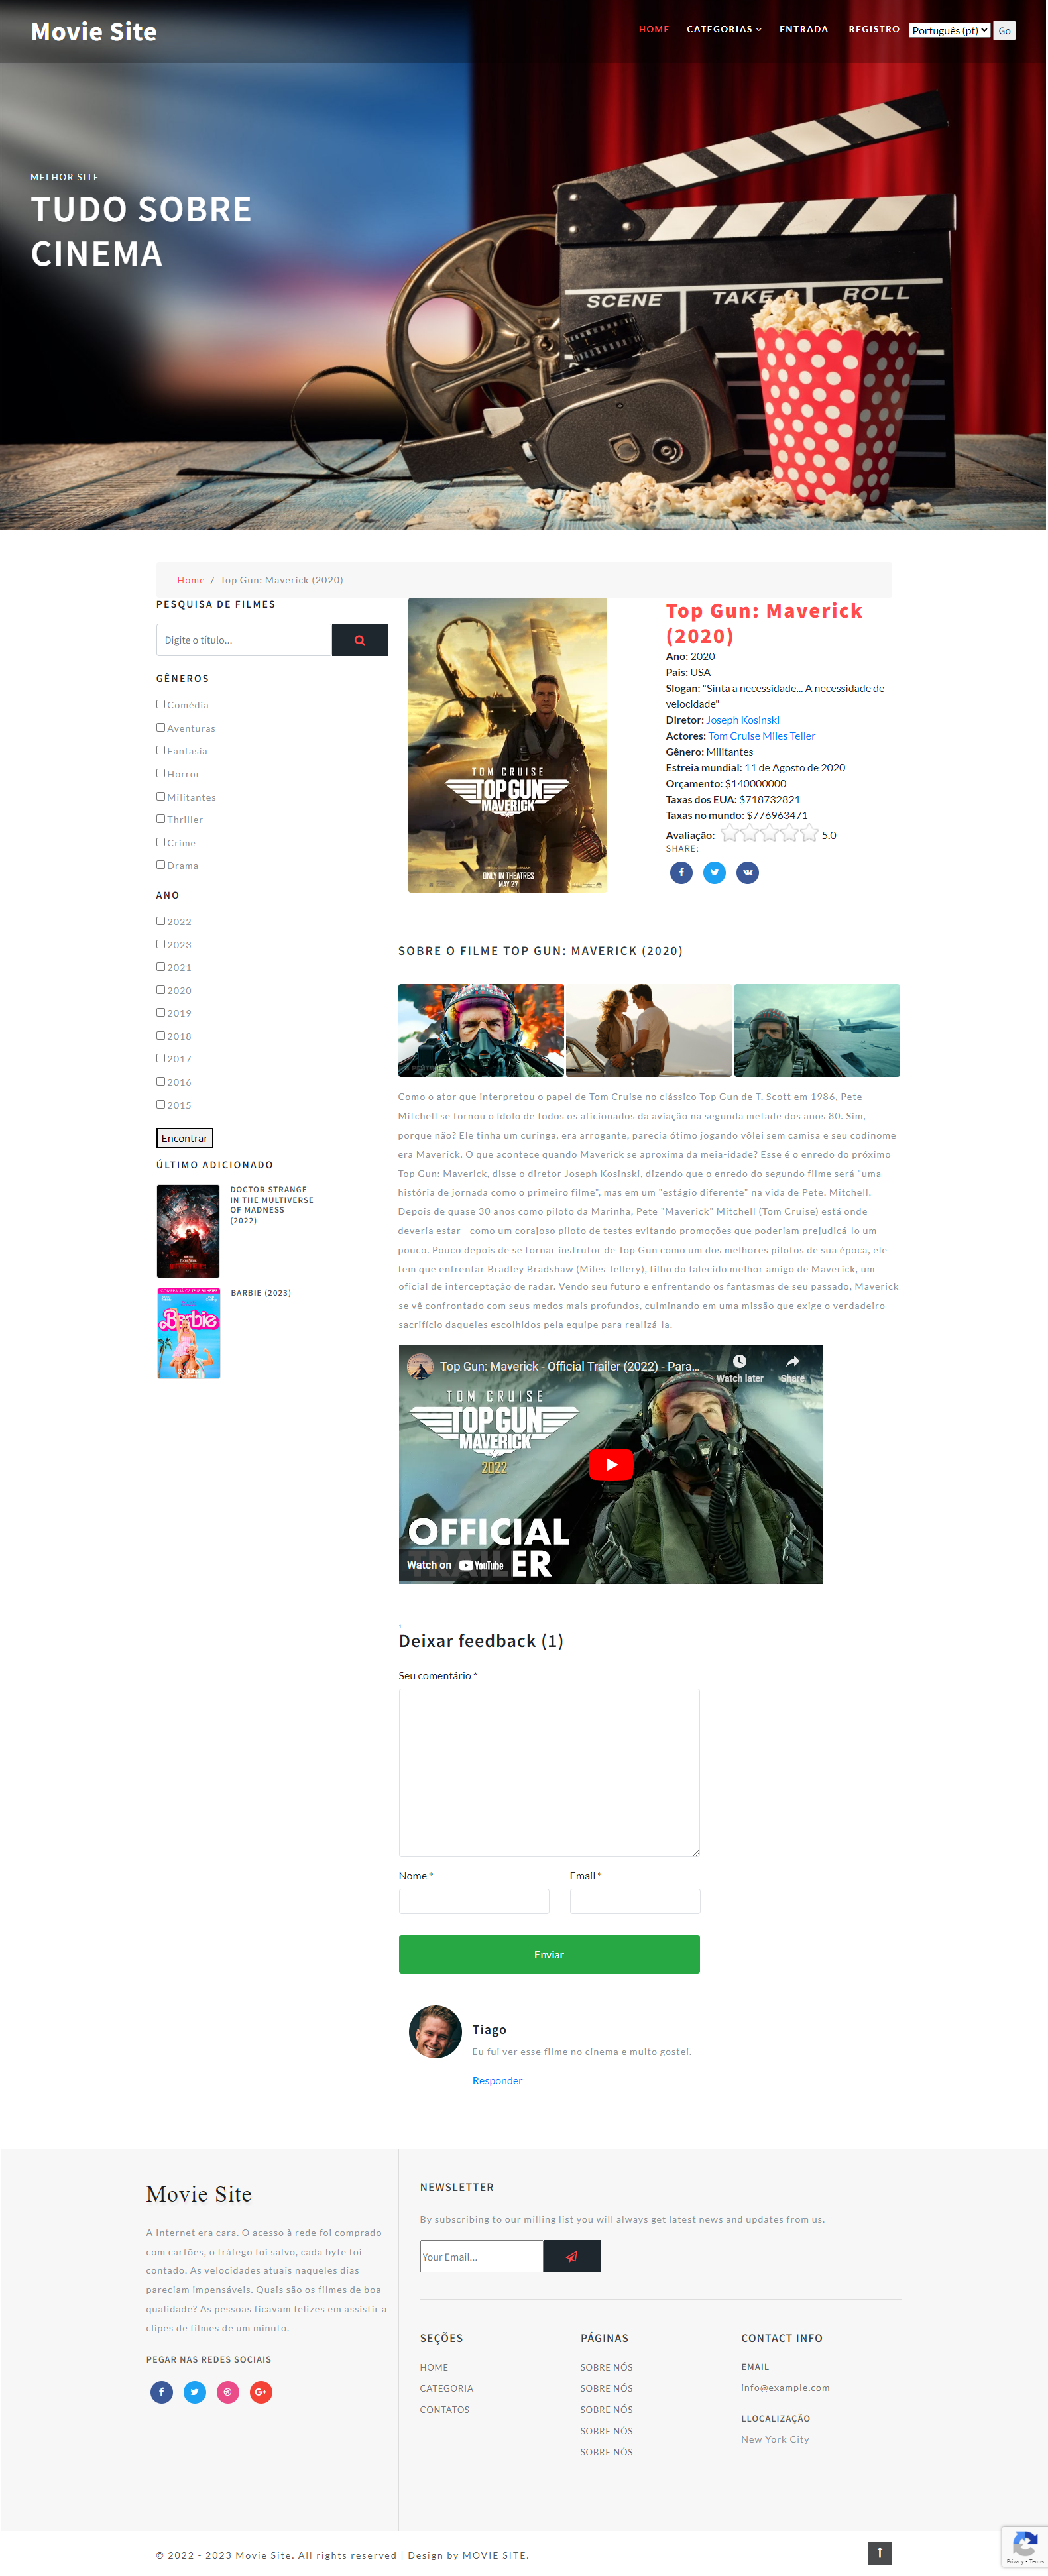 Movie Site
HOME CATEGORIAS ENTRADA REGISTRO Português (pt) Go
MELHOR SITE
TUDO SOBRE
CINEMA
SCENE TAKE ROLL
Home / Top Gun: Maverick (2020)
PESQUISA DE FILMES
Digite o título...
GÊNEROS
Comédia
Aventuras
Fantasia
Horror
Militantes
Thriller
Crime
Drama
ANO
2022
2023
2021
2020
2019
2018
2017
2016
2015
Encontrar
ÚLTIMO ADICIONADO
DOCTOR STRANGE
IN THE MULTIVERSE
OF MADNESS
(2022)
Barbie
BARBIE (2023)
TOM CRUISE
TOP GUN
MAVERICK
ONLY IN THEATRES
MAY 27
Top Gun: Maverick
(2020)
Ano: 2020
Pais: USA
Slogan: "Sinta a necessidade... A necessidade de
velocidade"
Diretor: Joseph Kosinski
Actores: Tom Cruise Miles Teller
Gênero: Militantes
Estreia mundial: 11 de Agosto de 2020
Orçamento: $140000000
Taxas dos EUA: $718732821
Taxas no mundo: $776963471
Avaliação: 5.0
SHARE:
SOBRE O FILME TOP GUN: MAVERICK (2020)
Como o ator que interpretou o papel de Tom Cruise no clássico Top Gun de T. Scott em 1986, Pete
Mitchell se tornou o ídolo de todos os aficionados da aviação na segunda metade dos anos 80. Sim,
porque não? Ele tinha um curinga, era arrogante, parecia ótimo jogando vôlei sem camisa e seu codinome
era Maverick. O que acontece quando Maverick se aproxima da meia-idade? Esse é o enredo do próximo
Top Gun: Maverick, disse o diretor Joseph Kosinski, dizendo que o enredo do segundo filme será "uma
história de jornada como o primeiro filme", mas em um "estágio diferente" na vida de Pete. Mitchell.
Depois de quase 30 anos como piloto da Marinha, Pete "Maverick" Mitchell (Tom Cruise) está onde
deveria estar - como um corajoso piloto de testes evitando promoções que poderiam prejudicá-lo um
pouco. Pouco depois de se tornar instrutor de Top Gun como um dos melhores pilotos de sua época, ele
tem que enfrentar Bradley Bradshaw (Miles Tellery), filho do falecido melhor amigo de Maverick, um
oficial de interceptação de radar. Vendo seu futuro e enfrentando os fantasmas de seu passado, Maverick
se vê confrontado com seus medos mais profundos, culminando em uma missão que exige o verdadeiro
sacrifício daqueles escolhidos pela equipe para realizá-la.
Top Gun: Maverick - Official Trailer (2022) - Para...
Watch later Share
TOM CRUISE
TOP GUN
MAVERICK
2022
OFFICIAL
TRAILER
Watch on YouTube
Deixar feedback (1)
Seu comentário *
Nome *
Email *
Enviar
Tiago
Eu ful ver esse filme no cinema e muito gostei.
Responder
Movie Site
A Internet era cara. O acesso à rede foi comprado
com cartões, o tráfego foi salvo, cada byte foi
contado. As velocidades atuais naqueles dias
pareciam impensáveis. Quais são os filmes de boa
qualidade? As pessoas ficavam felizes em assistir a
clipes de filmes de um minuto.
PEGAR NAS REDES SOCIAIS
NEWSLETTER
By subscribing to our milling list you will always get latest news and updates from us.
Your Email...
SEÇÕES
HOME
CATEGORIA
CONTATOS
PÁGINAS
SOBRE NÓS
SOBRE NÓS
SOBRE NÓS
SOBRE NÓS
SOBRE NÓS
CONTACT INFO
EMAIL
info@example.com
LLOCALIZAÇÃO
New York City
© 2022 - 2023 Movie Site. All rights reserved | Design by MOVIE SITE.
Privacy - Terms